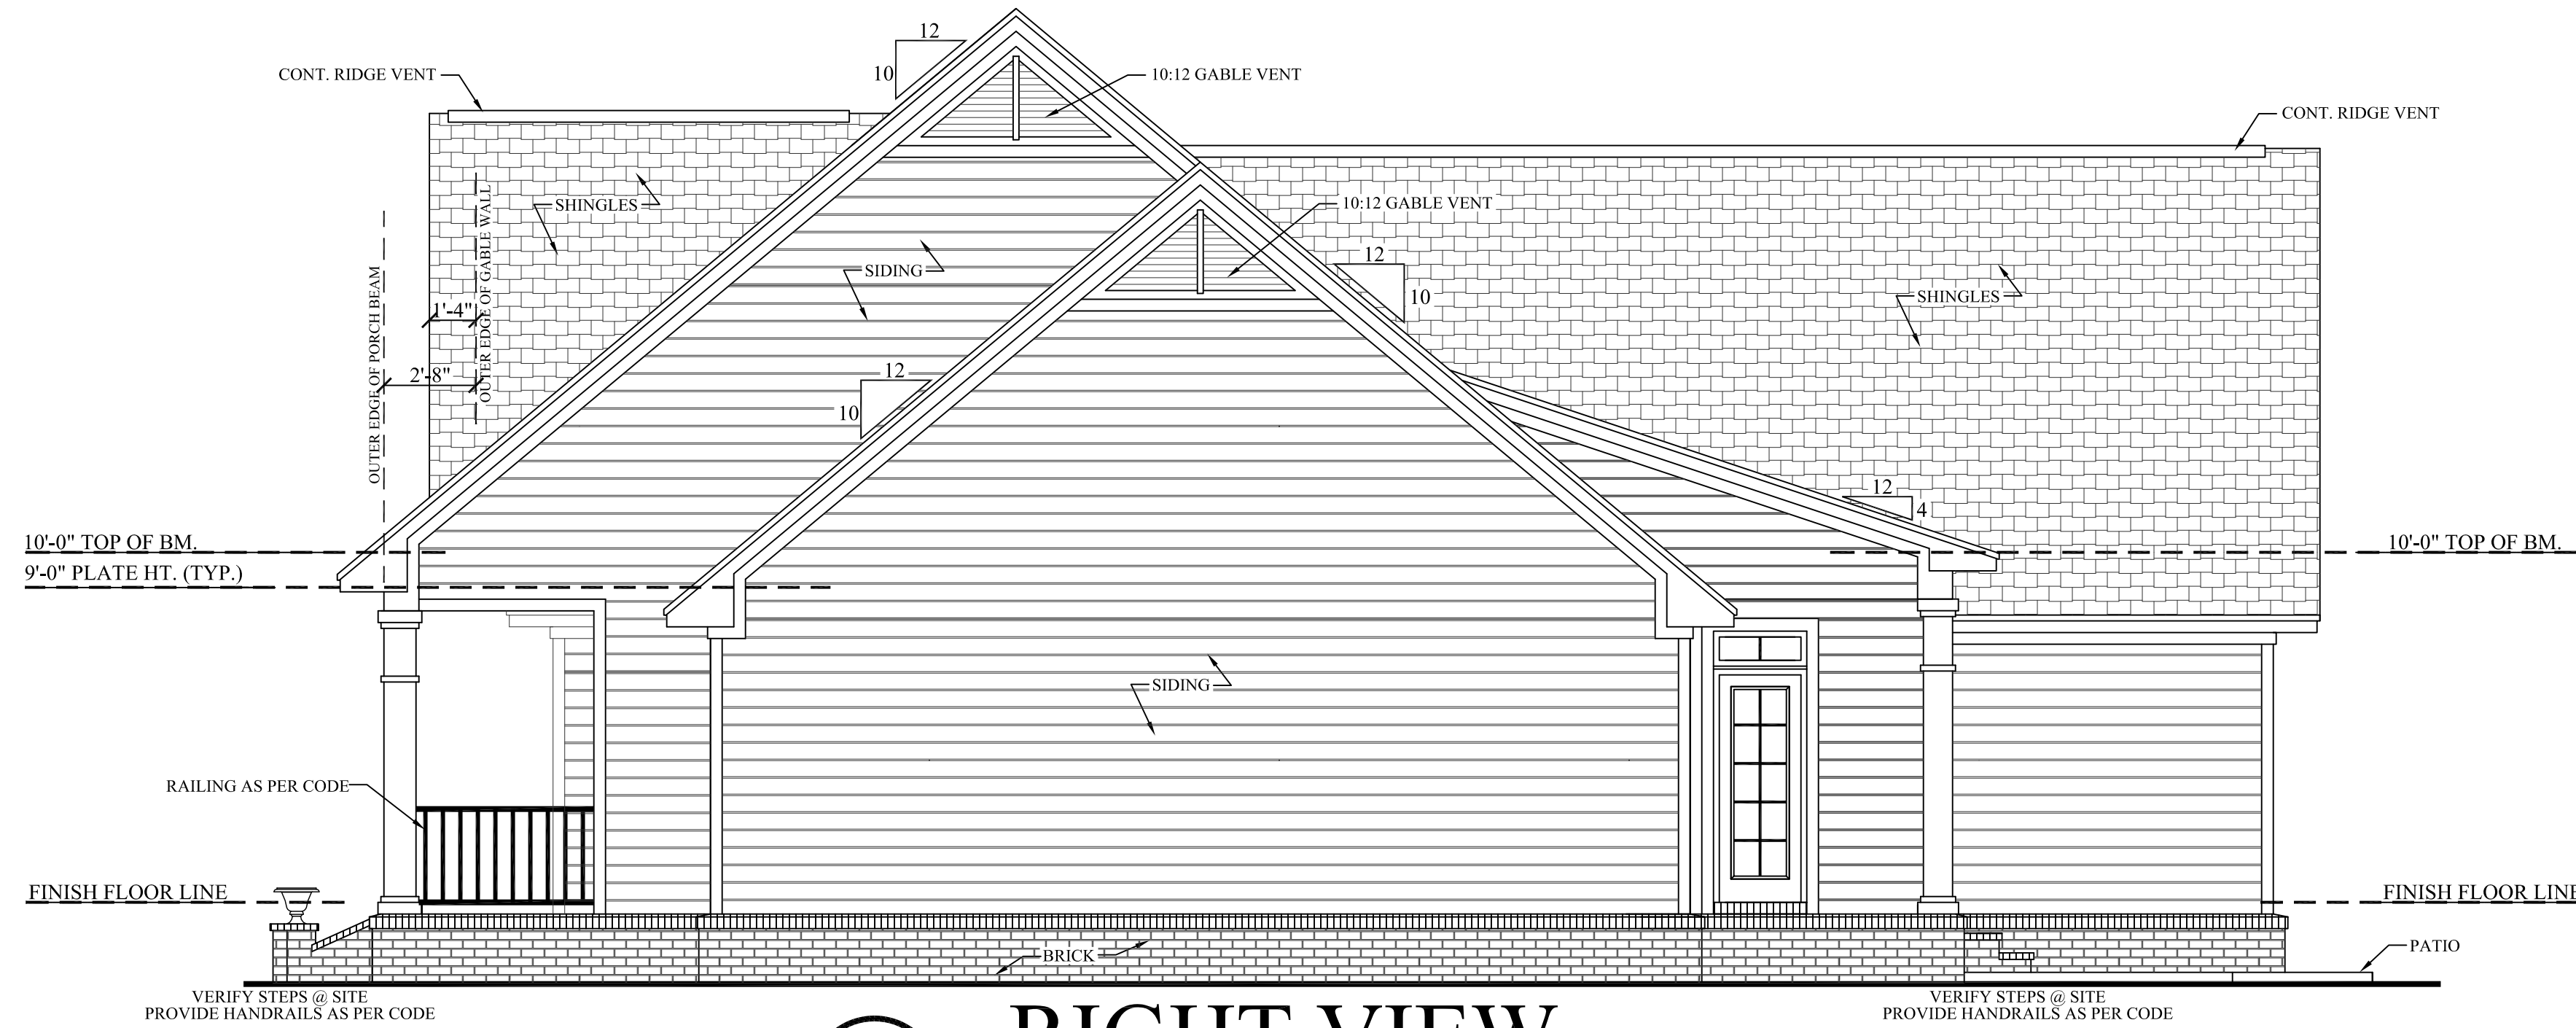 12
10
CONT. RIDGE VENT
10:12 GABLE VENT
CONT. RIDGE VENT
SHINGLES
OUTER EDGE OF GABLE WALL
10:12 GABLE VENT
12
10
SIDING
OUTER EDGE OF PORCH BEAM
1'-4"
SHINGLES
2'-8"
12
10
12
4
10'-0" TOP OF BM.
10'-0" TOP OF BM.
9'-0" PLATE HT. (TYP.)
SIDING
RAILING AS PER CODE
FINISH FLOOR LINE
FINISH FLOOR LINE
BRICK
PATIO
VERIFY STEPS @ SITE
PROVIDE HANDRAILS AS PER CODE
VERIFY STEPS @ SITE
PROVIDE HANDRAILS AS PER CODE
RIGHT VIEW